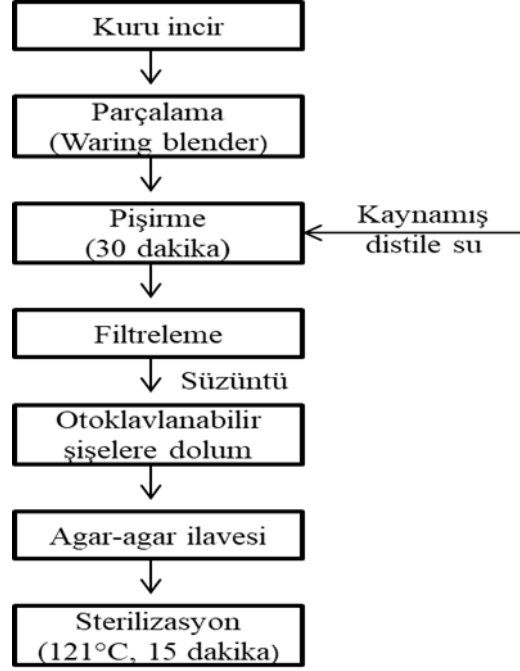 Kuru incir
Parçalama
(Waring blender)
Pişirme
(30 dakika)
Kaynamış
distile su
Filtreleme
Süzüntü
Otoklavlanabilir
şişelere dolum
Agar-agar ilavesi
Sterilizasyon
(121°C, 15 dakika)